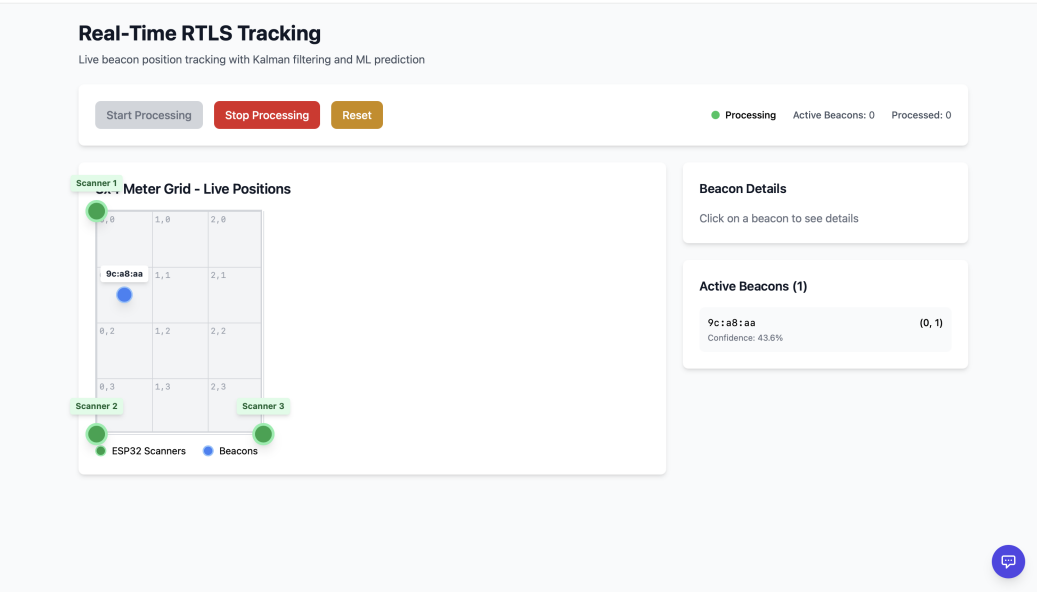 Real-Time RTLS Tracking
Live beacon position tracking with Kalman filtering and ML prediction
Start Processing Stop Processing Reset
Processing Active Beacons: 0 Processed: 0
Scanner 1
Meter Grid - Live Positions
1,0 2,0
9c:a8:aa
1,1 2,1
0,2 1,2 2,2
0,3 1,3 2,3
Scanner 2 Scanner 3
ESP32 Scanners Beacons
Beacon Details
Click on a beacon to see details
Active Beacons (1)
9c:a8:aa (0, 1)
Confidence: 43.6%